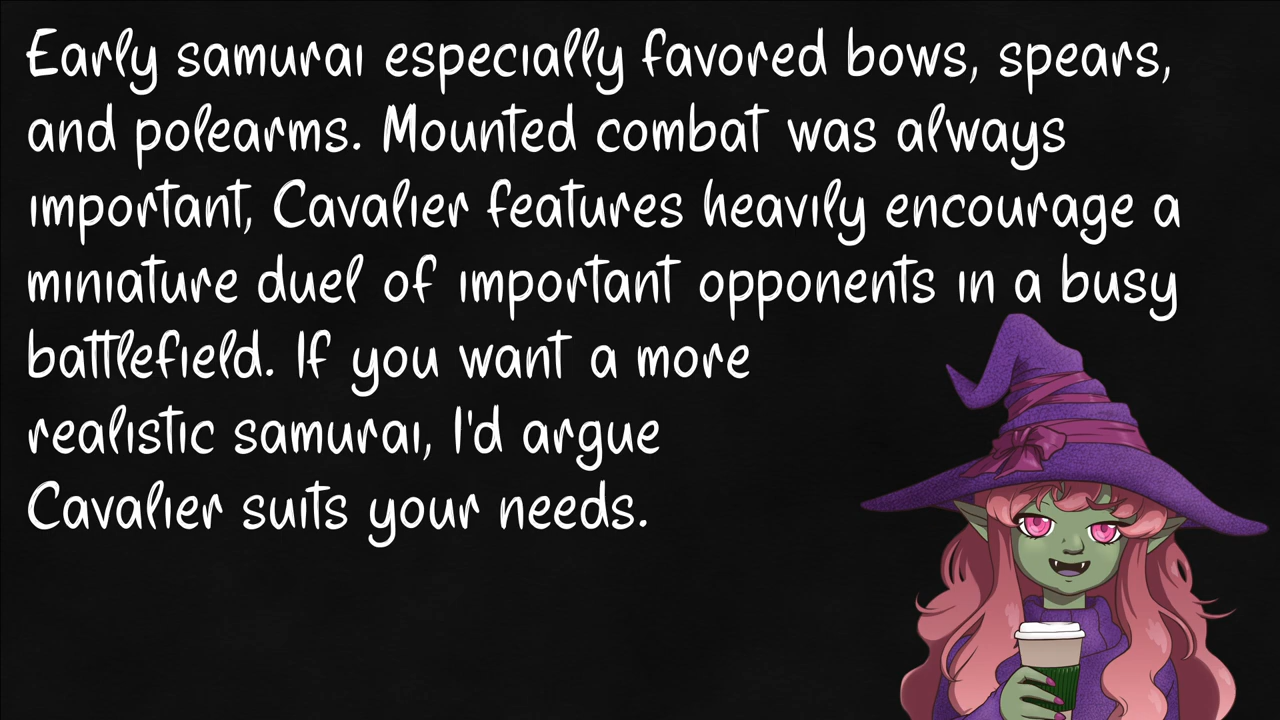 Early samurai especially favored bows, spears,
and polearms. Mounted combat was always
important, Cavalier features heavily encourage a
miniature duel of important opponents in a busy
battlefield. If you want a more
realistic samurai, I'd argue
Cavalier suits your needs.